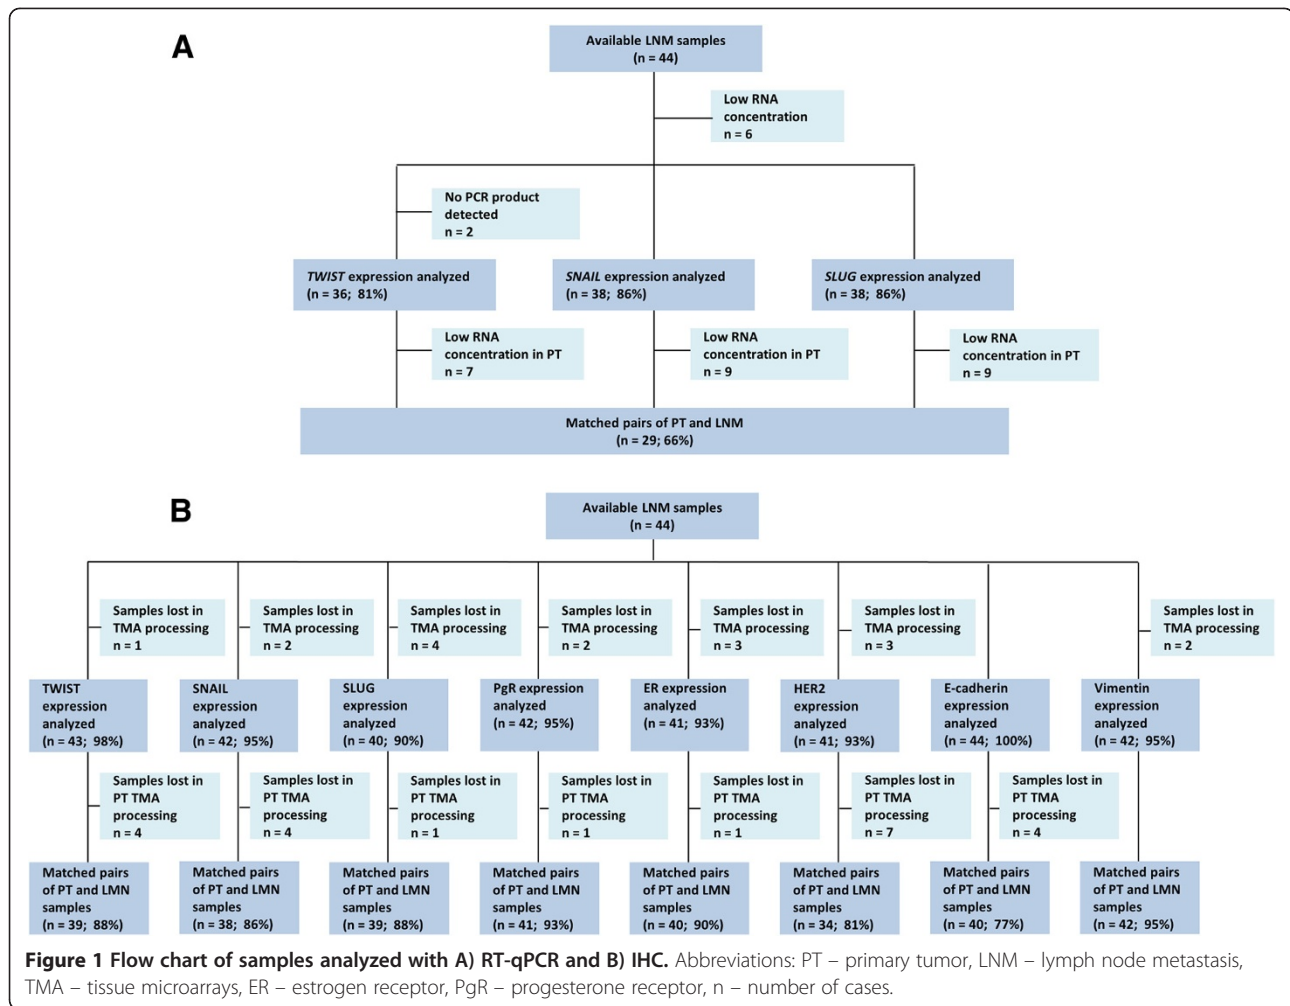 A
Available LNM samples
(n = 44)
Low RNA
concentration
n = 6
No PCR product
detected
n = 2
TWIST expression analyzed
(n = 36; 81%)
SNAIL expression analyzed
(n = 38; 86%)
SLUG expression analyzed
(n = 38; 86%)
Low RNA
concentration in PT
n = 7
Low RNA
concentration in PT
n = 9
Low RNA
concentration in PT
n = 9
Matched pairs of PT and LNM
(n = 29; 66%)
B
Available LNM samples
(n = 44)
Samples lost in
TMA processing
n = 1
Samples lost in
TMA processing
n = 2
Samples lost in
TMA processing
n = 4
Samples lost in
TMA processing
n = 2
Samples lost in
TMA processing
n = 3
Samples lost in
TMA processing
n = 3
Samples lost in
TMA processing
n = 2
TWIST
expression
analyzed
(n = 43; 98%)
SNAIL
expression
analyzed
(n = 42; 95%)
SLUG
expression
analyzed
(n = 40; 90%)
PgR expression
analyzed
(n = 42; 95%)
ER expression
analyzed
(n = 41; 93%)
HER2
expression
analyzed
(n = 41; 93%)
E-cadherin
expression
analyzed
(n = 44; 100%)
Vimentin
expression
analyzed
(n = 42; 95%)
Samples lost in
PT TMA
processing
n = 4
Samples lost in
PT TMA
processing
n = 4
Samples lost in
PT TMA
processing
n = 1
Samples lost in
PT TMA
processing
n = 1
Samples lost in
PT TMA
processing
n = 1
Samples lost in
PT TMA
processing
n = 7
Samples lost in
PT TMA
processing
n = 4
Matched pairs
of PT and LMN
samples
(n = 39; 88%)
Matched pairs
of PT and LMN
samples
(n = 38; 86%)
Matched pairs
of PT and LMN
samples
(n = 39; 88%)
Matched pairs
of PT and LMN
samples
(n = 41; 93%)
Matched pairs
of PT and LMN
samples
(n = 40; 90%)
Matched pairs
of PT and LMN
samples
(n = 34; 81%)
Matched pairs
of PT and LMN
samples
(n = 40; 77%)
Matched pairs
of PT and LMN
samples
(n = 42; 95%)
Figure 1 Flow chart of samples analyzed with A) RT-qPCR and B) IHC. Abbreviations: PT – primary tumor, LNM – lymph node metastasis,
TMA – tissue microarrays, ER – estrogen receptor, PgR – progesterone receptor, n – number of cases.